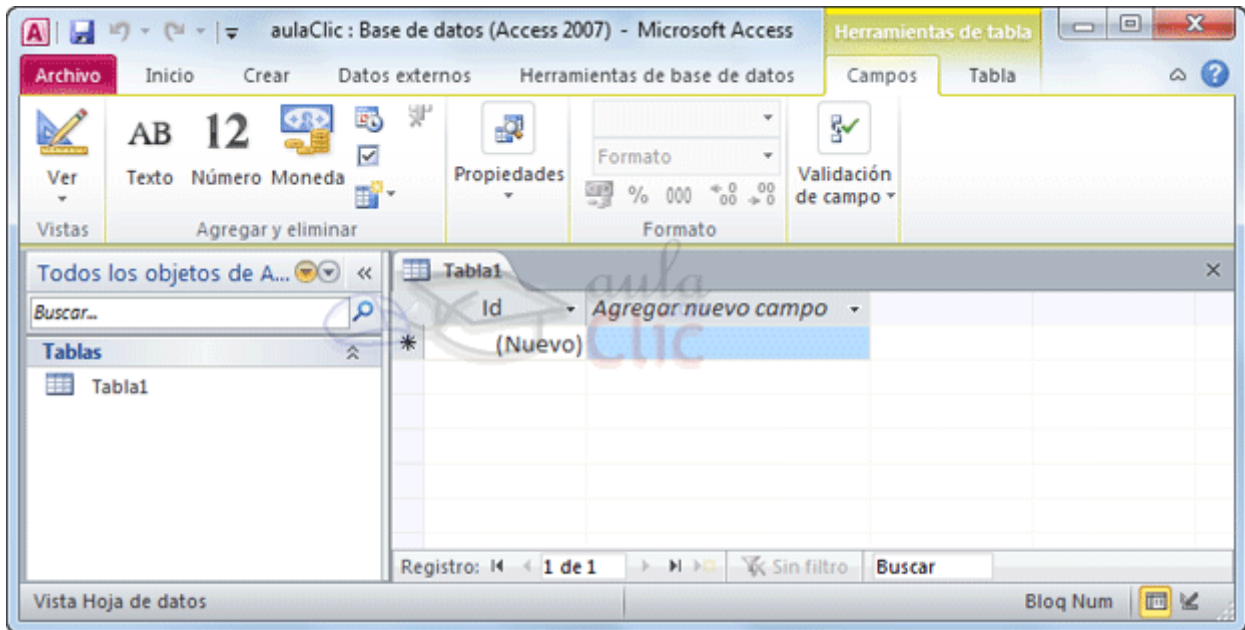 aulaClic : Base de datos (Access 2007) - Microsoft Access
Herramientas de tabla
Archivo Inicio Crear Datos externos Herramientas de base de datos Campos Tabla
AB 12
Ver Texto Número Moneda Propiedades Formato % 000 Validación de campo
Vistas Agregar y eliminar Formato
Todos los objetos de A... «
Buscar...
Tablas
Tabla1
Tabla1
Id Agregar nuevo campo
* (Nuevo)
aula
Clic
Registro: 1 de 1 Sin filtro Buscar
Vista Hoja de datos Bloq Num